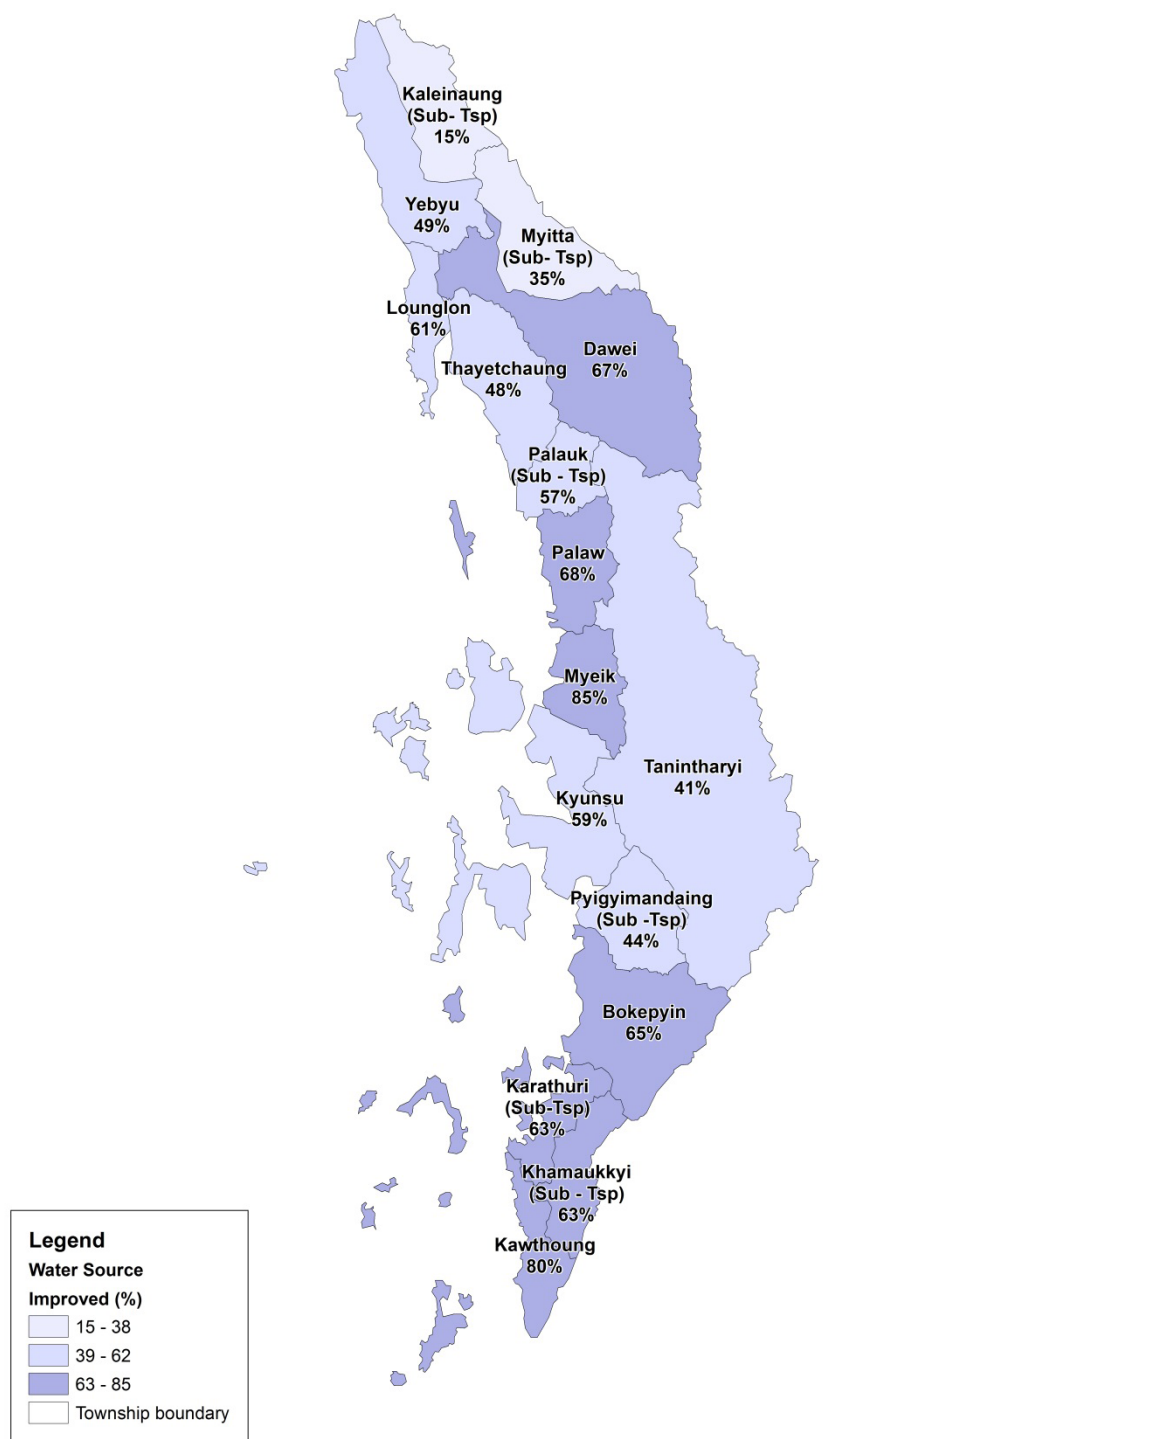 Kaleinaung
(Sub- Tsp)
15%
Yebyu
49%
Myitta
(Sub- Tsp)
35%
Lounglon
61%
Dawei
67%
Thayetchaung
48%
Palauk
(Sub - Tsp)
57%
Palaw
68%
Myeik
85%
Tanintharyi
41%
Kyunsu
59%
Pyigyimandaing
(Sub -Tsp)
44%
Bokepyin
65%
Karathuri
(Sub-Tsp)
63%
Khamaukkyi
(Sub - Tsp)
63%
Kawthoung
80%
Legend
Water Source
Improved (%)
15 - 38
39 - 62
63 - 85
Township boundary